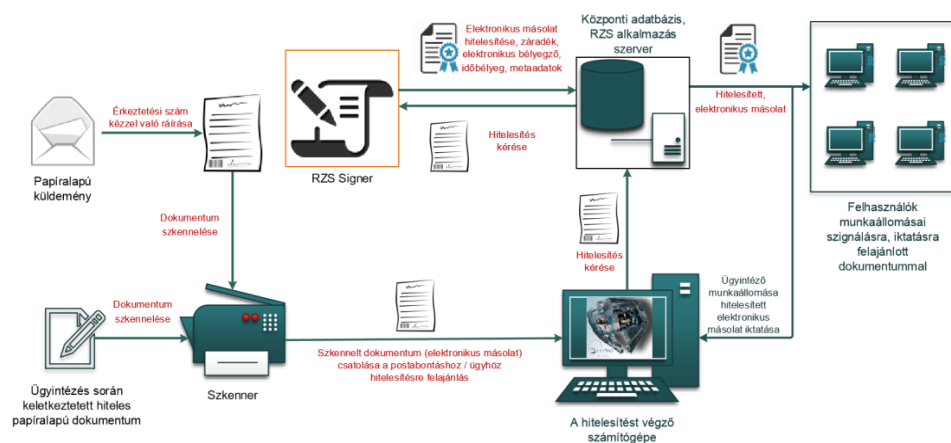 Elektronikus másolat
hitelesítése, záradék,
elektronikus bélyegző,
időbélyeg, metaadatok
Központi adatbázis,
RZS alkalmazás
szerver
Érkeztetési szám
kézzel való ráírása
Hitelesített,
elektronikus másolat
Hitelesítés
kérése
RZS Signer
Papíralapú
küldemény
Felhasználók
munkaállomásai
szignálásra, iktatásra
felajánlott
dokumentummal
Dokumentum
szkennelése
Hitelesítés
kérése
Ügyintéző
munkaállomása
hitelesített
elektronikus
másolat iktatása
Dokumentum
szkennelése
Szkennelt dokumentum (elektronikus másolat)
csatolása a postabontáshoz / ügyhöz
hitelesítésre felajánlás
Szkenner
Ügyintézés során
keletkeztetett hiteles
papíralapú dokumentum
A hitelesítést végző
számítógépe